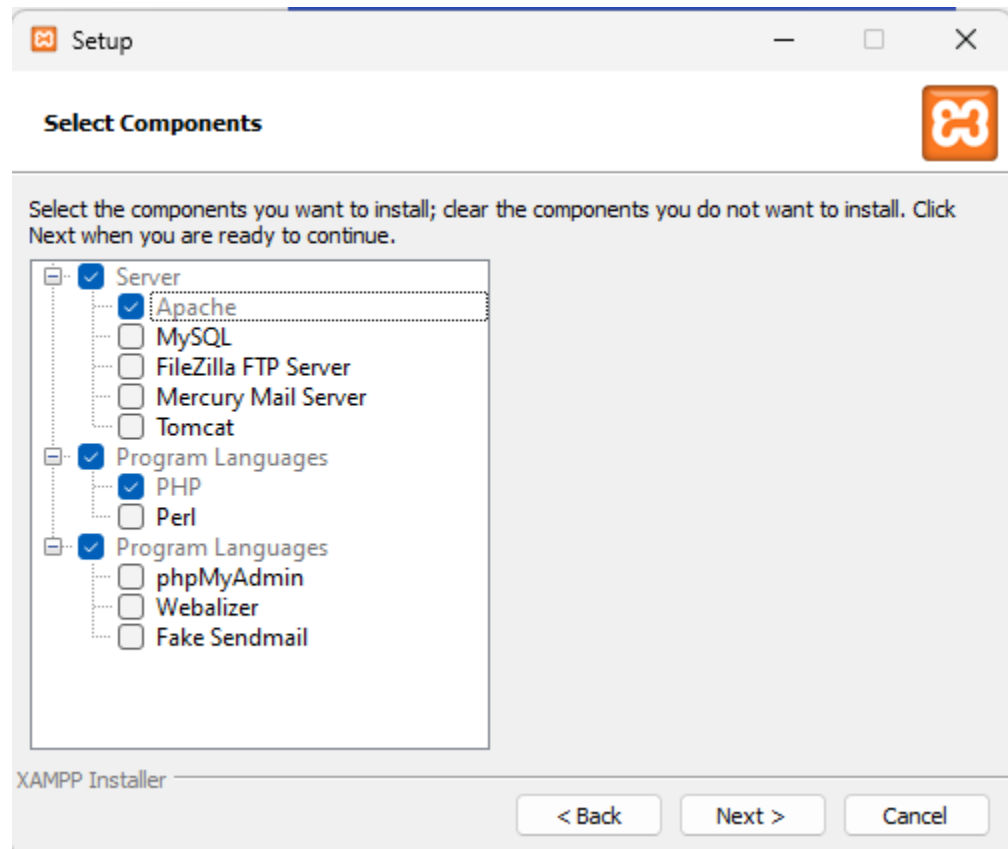 Setup
Select Components
Select the components you want to install; clear the components you do not want to install. Click
Next when you are ready to continue.
Server
Apache
MySQL
FileZilla FTP Server
Mercury Mail Server
Tomcat
Program Languages
PHP
Perl
Program Languages
phpMyAdmin
Webalizer
Fake Sendmail
XAMPP Installer
< Back
Next >
Cancel